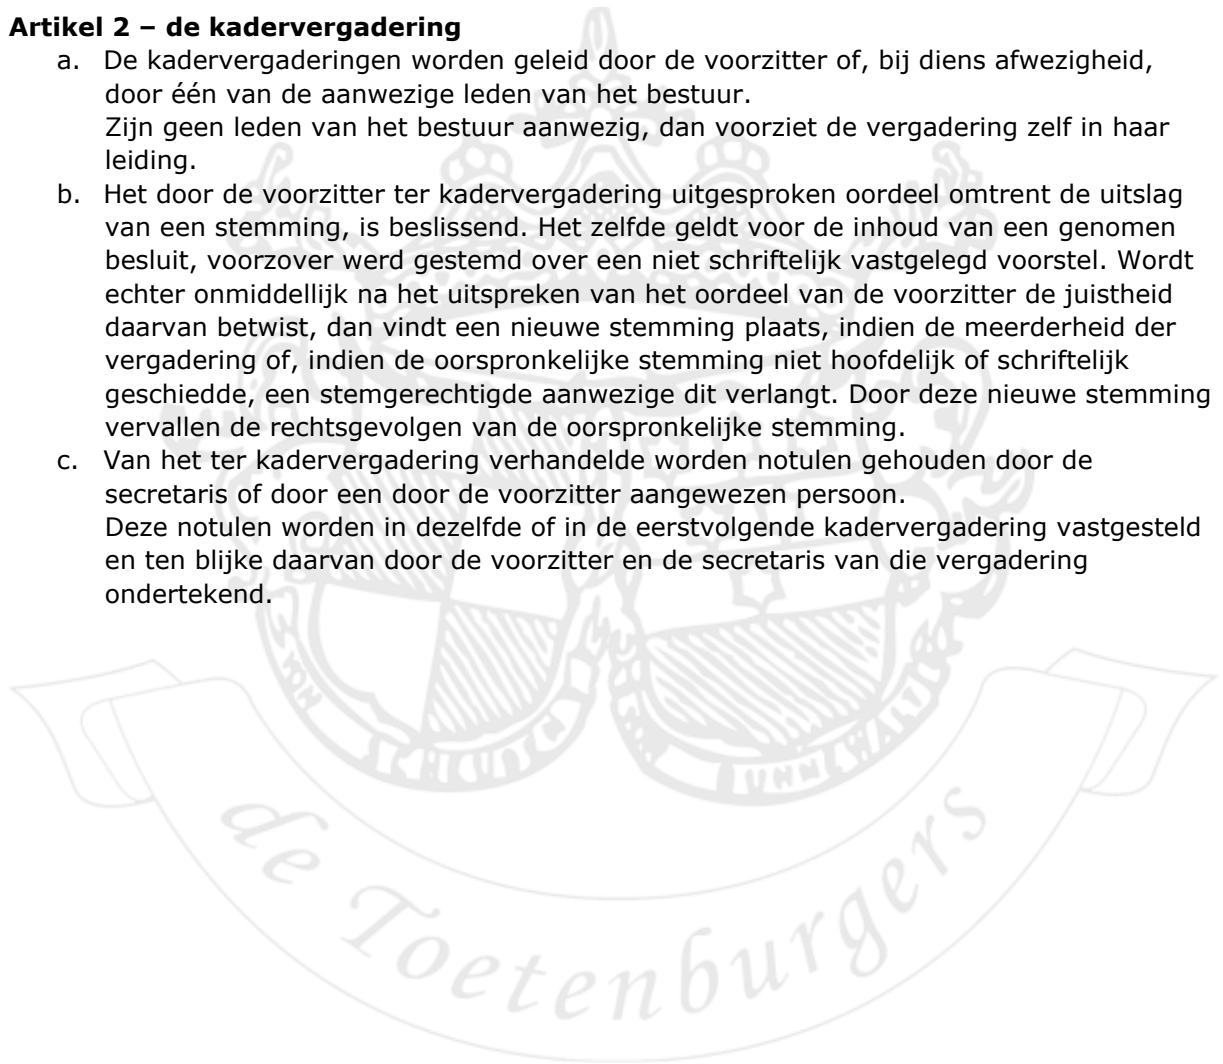 Artikel 2 – de kadervergadering
a. De kadervergaderingen worden geleid door de voorzitter of, bij diens afwezigheid,
door één van de aanwezige leden van het bestuur.
Zijn geen leden van het bestuur aanwezig, dan voorziet de vergadering zelf in haar
leiding.
b. Het door de voorzitter ter kadervergadering uitgesproken oordeel omtrent de uitslag
van een stemming, is beslissend. Het zelfde geldt voor de inhoud van een genomen
besluit, voorzover werd gestemd over een niet schriftelijk vastgelegd voorstel. Wordt
echter onmiddellijk na het uitspreken van het oordeel van de voorzitter de juistheid
daarvan betwist, dan vindt een nieuwe stemming plaats, indien de meerderheid der
vergadering of, indien de oorspronkelijke stemming niet hoofdelijk of schriftelijk
geschiedde, een stemgerechtigde aanwezige dit verlangt. Door deze nieuwe stemming
vervallen de rechtsgevolgen van de oorspronkelijke stemming.
c. Van het ter kadervergadering verhandelde worden notulen gehouden door de
secretaris of door een door de voorzitter aangewezen persoon.
Deze notulen worden in dezelfde of in de eerstvolgende kadervergadering vastgesteld
en ten blijke daarvan door de voorzitter en de secretaris van die vergadering
ondertekend.
de Toetenburgers